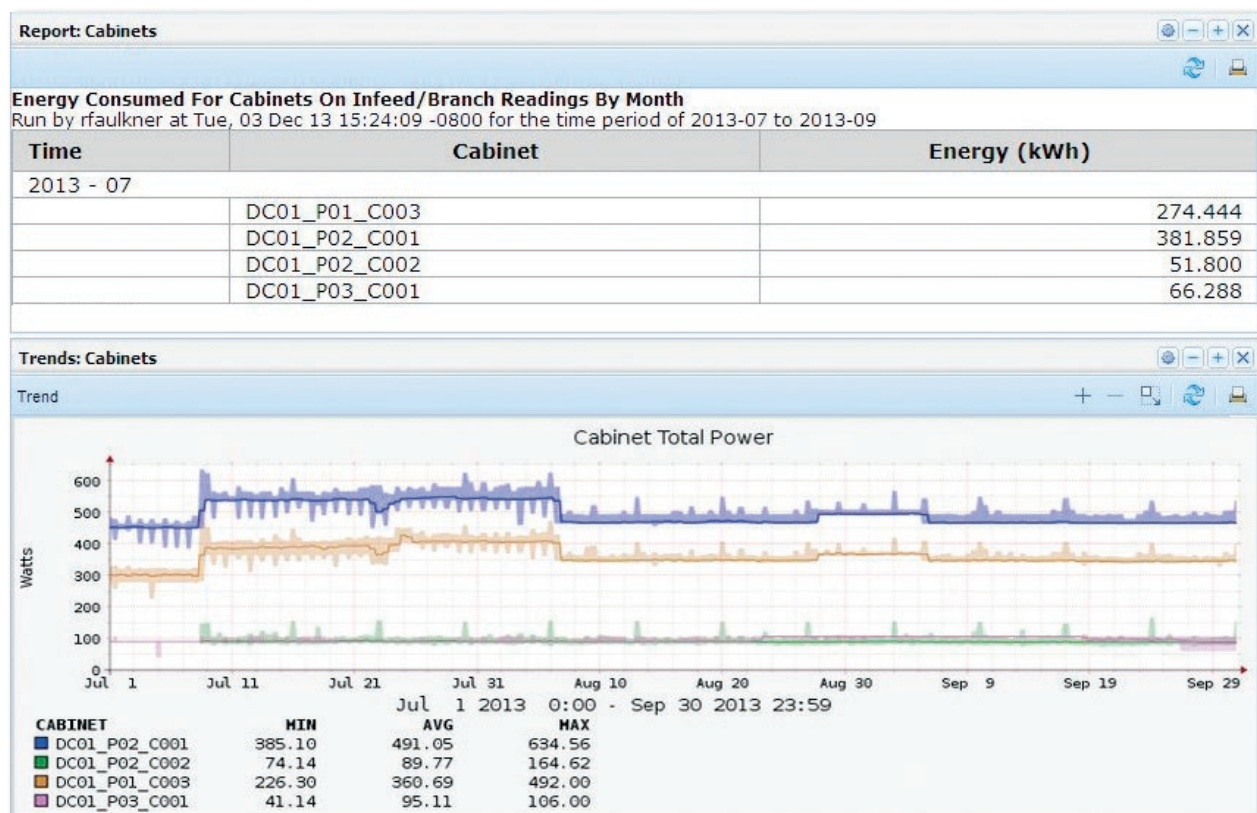 Report: Cabinets
Energy Consumed For Cabinets On Infeed/Branch Readings By Month
Run by rfaulkner at Tue, 03 Dec 13 15:24:09 -0800 for the time period of 2013-07 to 2013-09
Time Cabinet Energy (kWh)
2013 - 07
DC01_P01_C003 274.444
DC01_P02_C001 381.859
DC01_P02_C002 51.800
DC01_P03_C001 66.288
Trends: Cabinets
Trend
Cabinet Total Power
Watts
600
500
400
300
200
100
0
Jul 1 Jul 11 Jul 21 Jul 31 Aug 10 Aug 20 Aug 30 Sep 9 Sep 19 Sep 29
Jul 1 2013 0:00 - Sep 30 2013 23:59
CABINET MIN AVG MAX
DC01_P02_C001 385.10 491.05 634.56
DC01_P02_C002 74.14 89.77 164.62
DC01_P01_C003 226.30 360.69 492.00
DC01_P03_C001 41.14 95.11 106.00